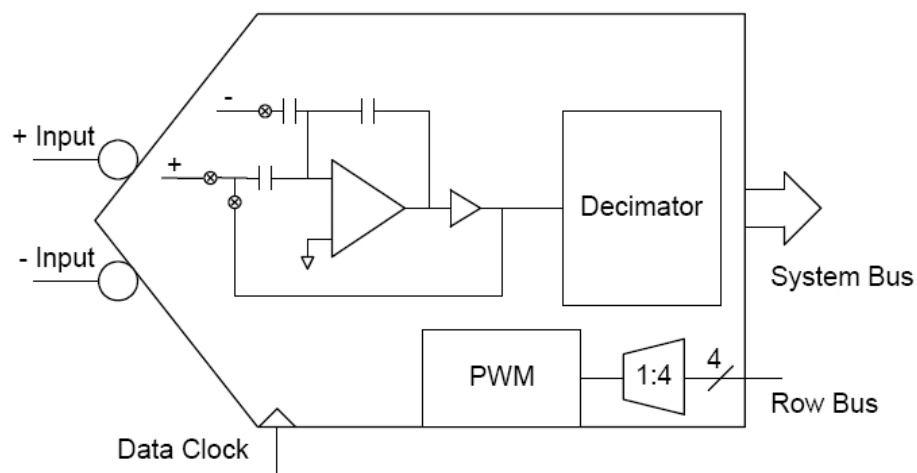 -
+ Input
+
Decimator
- Input
System Bus
PWM
1:4
4
Row Bus
Data Clock